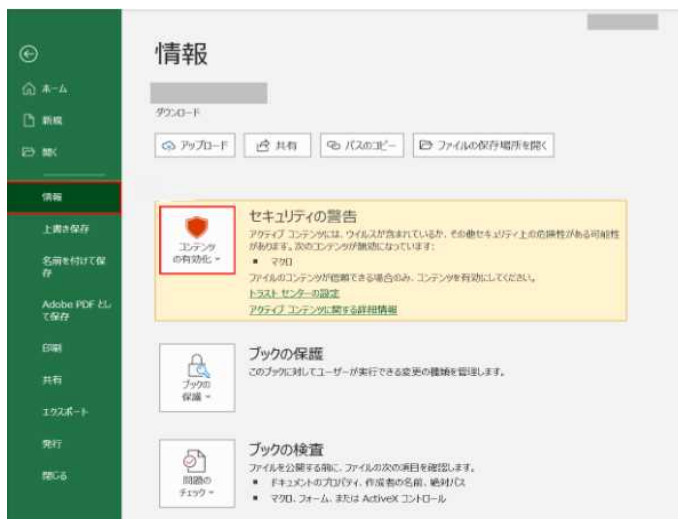 情報
ホーム
新規
開く
情報
上書き保存
名前を付けて保
存
Adobe PDF とし
て保存
印刷
共有
エクスポート
発行
閉じる
ダウンロード
アップロード
共有
パスのコピー
ファイルの保存場所を開く
コンテンツ
の有効化
セキュリティの警告
アクティブ コンテンツには、ウイルスが含まれているか、その他セキュリティ上の危険性がある可能性
があります。次のコンテンツが無効になっています:
▪ マクロ
ファイルのコンテンツが信頼できる場合のみ、コンテンツを有効にしてください。
トラスト センターの設定
アクティブ コンテンツに関する詳細情報
ブックの
保護
ブックの保護
このブックに対してユーザーが実行できる変更の種類を管理します。
問題の
チェック
ブックの検査
ファイルを公開する前に、ファイルの次の項目を確認します。
▪ ドキュメントのプロパティ、作成者の名前、絶対パス
▪ マクロ、フォーム、または ActiveX コントロール